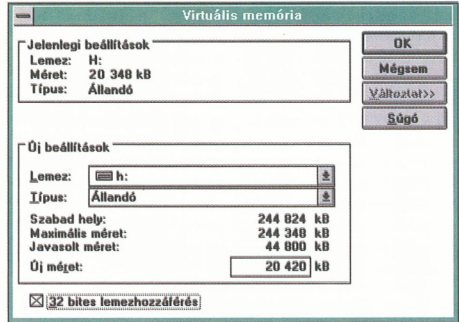 Virtuális memória
Jelenlegi beállítások
Lemez: H:
Méret: 20 348 kB
Típus: Állandó
OK
Mégsem
Változtat>>
Súgó
Új beállítások
Lemez: h:
Típus: Állandó
Szabad hely: 244 824 kB
Maximális méret: 244 348 kB
Javasolt méret: 44 800 kB
Új méret: 20 420 kB
32 bites lemezhozzáférés